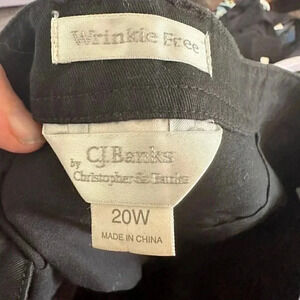 Wrinkle Free
CJ Banks
by
Christopher & Banks
20W
MADE IN CHINA